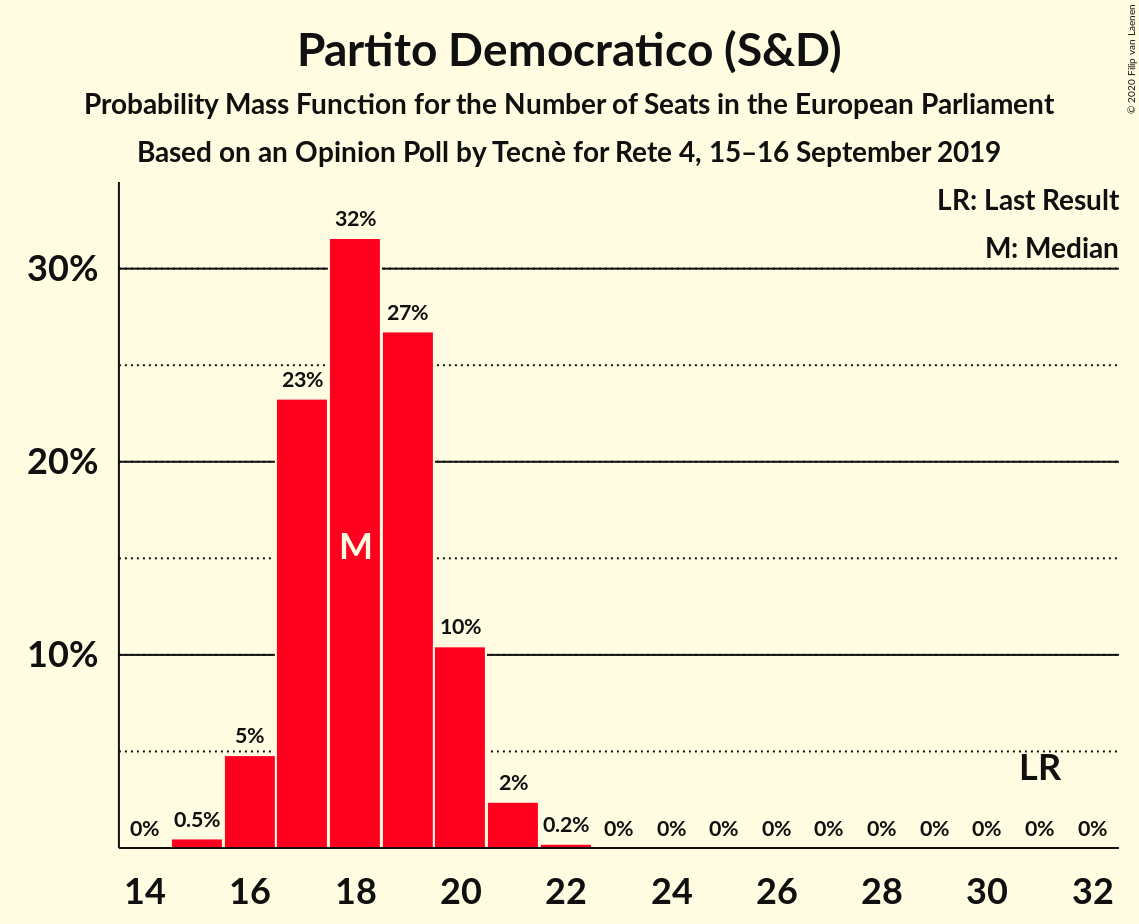 Partito Democratico (S&D)
Probability Mass Function for the Number of Seats in the European Parliament
Based on an Opinion Poll by Tecnè for Rete 4, 15–16 September 2019
© 2020 Filip van Laenen
LR: Last Result
M: Median
30%
20%
10%
0%
0.5%
5%
23%
32%
27%
10%
2%
0.2%
0%
0%
0%
0%
0%
0%
0%
0%
0%
0%
M
LR
14 16 18 20 22 24 26 28 30 32